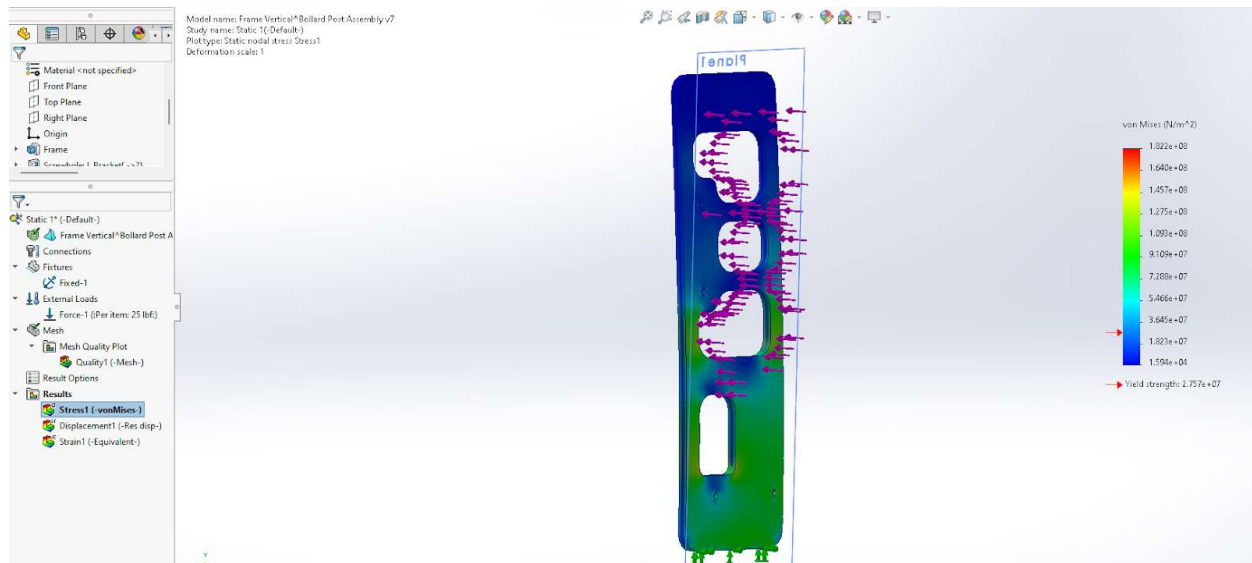 Model name: Frame Vertical^Bollard Post Assembly v7
Study name: Static 1(-Default-)
Plot type: Static nodal stress Stress1
Deformation scale: 1
Material <not specified>
Front Plane
Top Plane
Right Plane
Origin
Frame
Static 1* (-Default-)
Frame Vertical^Bollard Post A
Connections
Fixtures
Fixed-1
External Loads
Force-1 (:Per item: 25 lbf:)
Mesh
Mesh Quality Plot
Quality1 (-Mesh-)
Result Options
Results
Stress1 (-vonMises-)
Displacement1 (-Res disp-)
Strain1 (-Equivalent-)
Plane1
von Mises (N/m^2)
1.822e+08
1.640e+08
1.457e+08
1.275e+08
1.093e+08
9.109e+07
7.288e+07
5.466e+07
3.645e+07
1.823e+07
1.594e+04
Yield strength: 2.757e+07
Y